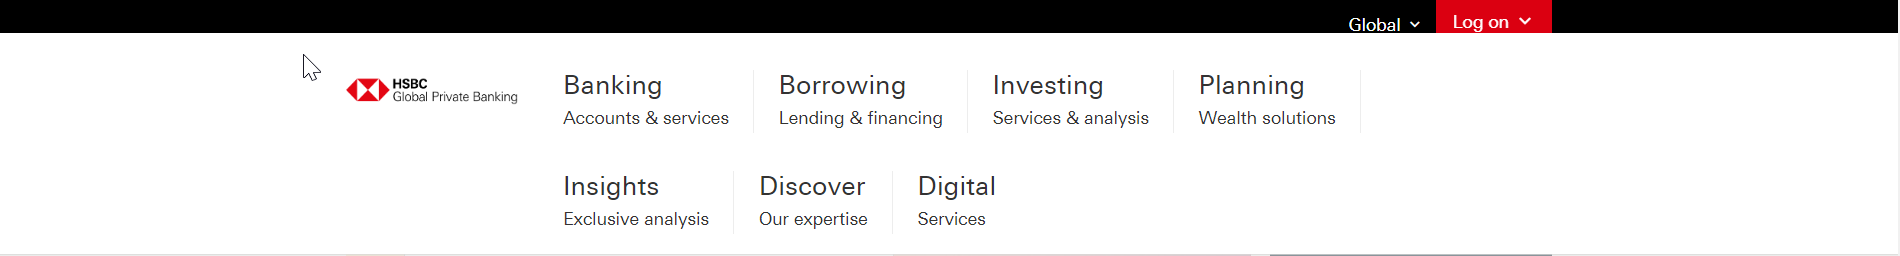 Global
Log on
HSBC
Global Private Banking
Banking
Accounts & services
Borrowing
Lending & financing
Investing
Services & analysis
Planning
Wealth solutions
Insights
Exclusive analysis
Discover
Our expertise
Digital
Services